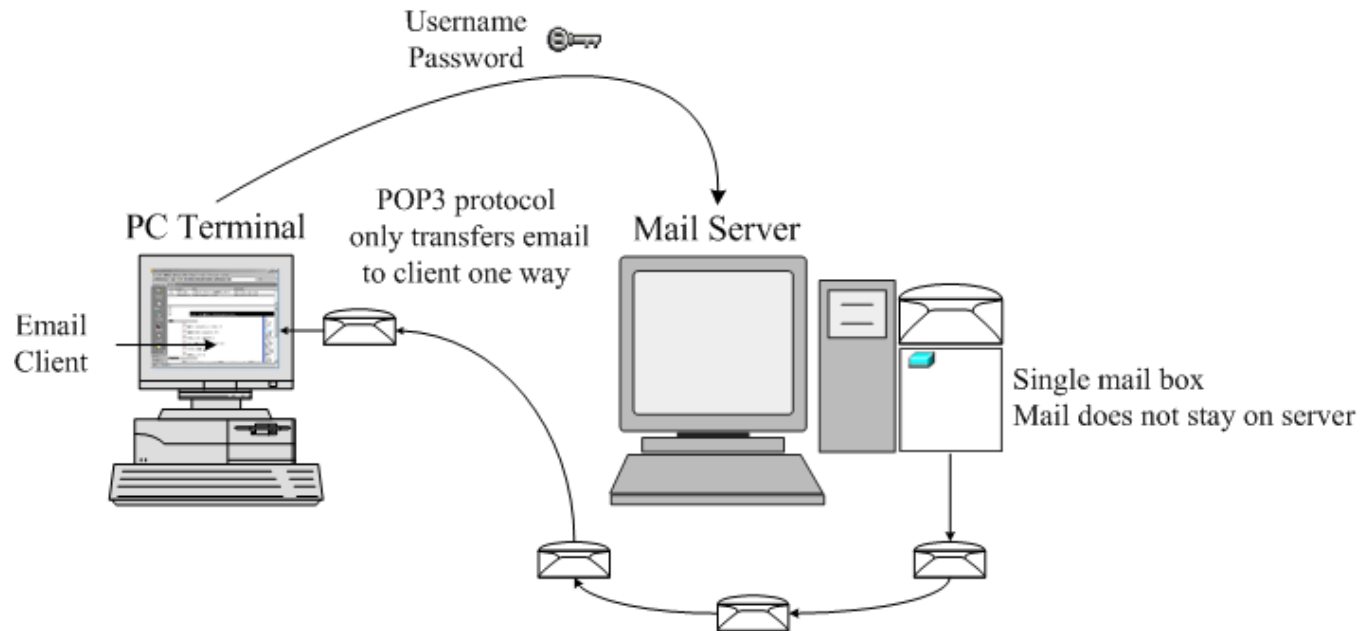 Username
Password
POP3 protocol
only transfers email
to client one way
PC Terminal
Mail Server
Email
Client
Single mail box
Mail does not stay on server